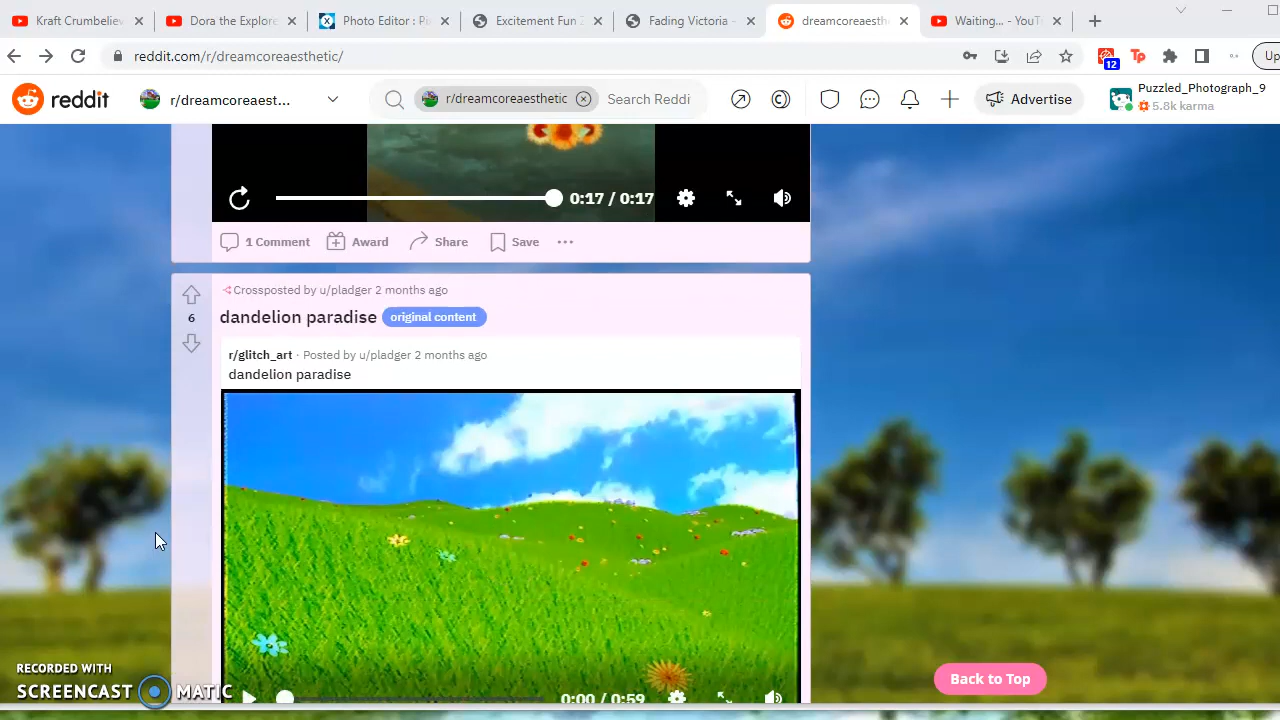 Kraft Crumbeliev
Dora the Explore
Photo Editor : Pi
Excitement Fun
Fading Victoria -
dreamcoreaesthe
Waiting... - YouT
reddit.com/r/dreamcoreaesthetic/
12
Tp
Up
reddit
r/dreamcoreaest...
r/dreamcoreaesthetic
Search Reddi
Advertise
Puzzled_Photograph_9
5.8k karma
0:17 / 0:17
1 Comment
Award
Share
Save
Crossposted by u/pladger 2 months ago
6
dandelion paradise
original content
r/glitch_art · Posted by u/pladger 2 months ago
dandelion paradise
0:00 / 0:59
RECORDED WITH
SCREENCAST MATIC
Back to Top